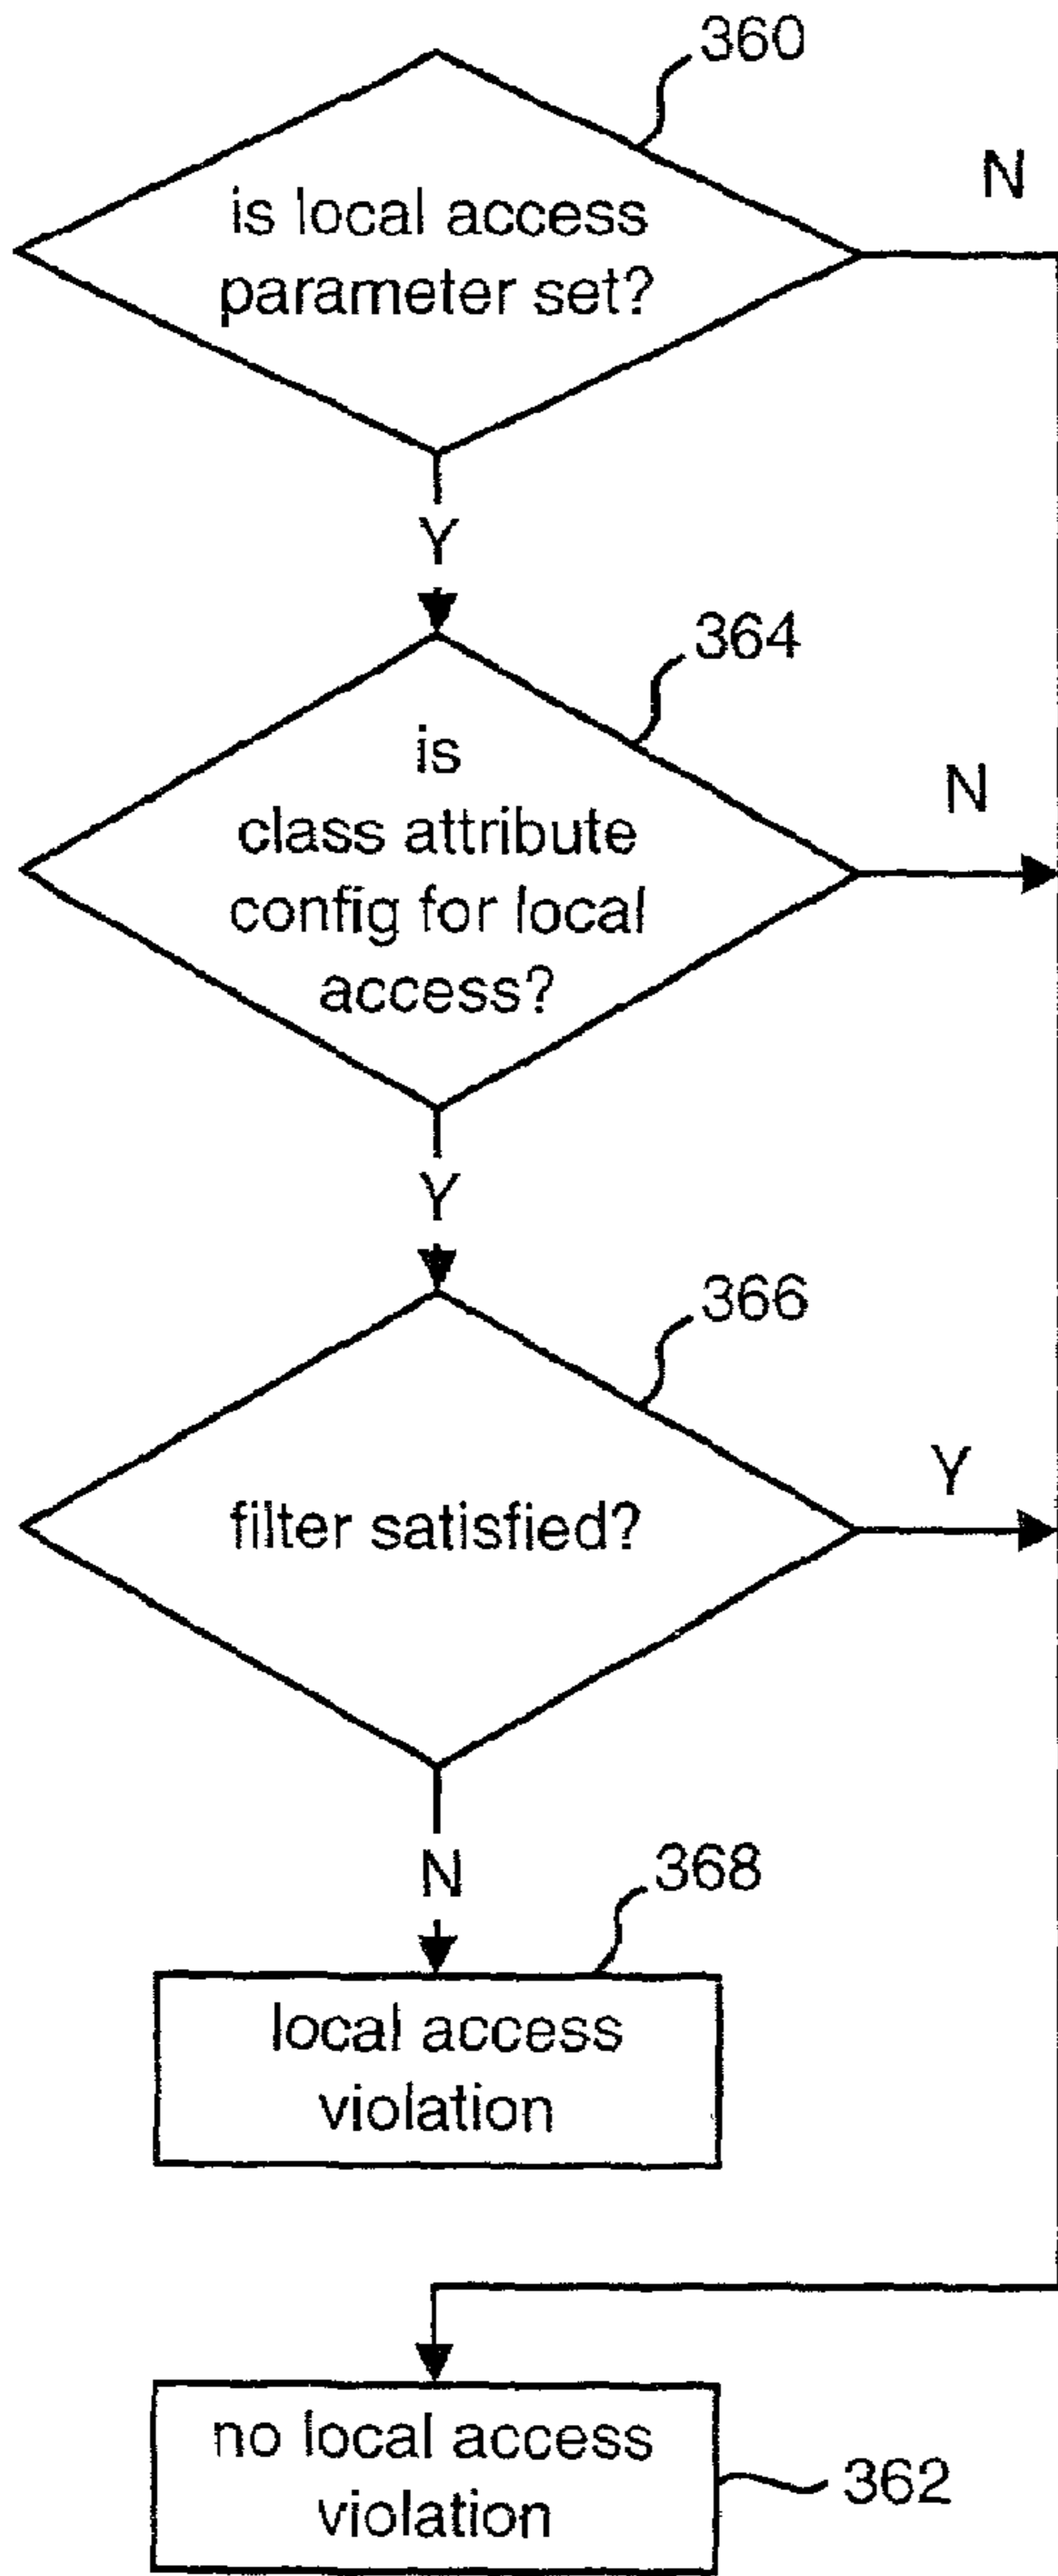 360
N
is local access
parameter set?
Y
364
is
class attribute
config for local
access?
N
Y
366
filter satisfied?
Y
N
368
local access
violation
no local access
violation
362